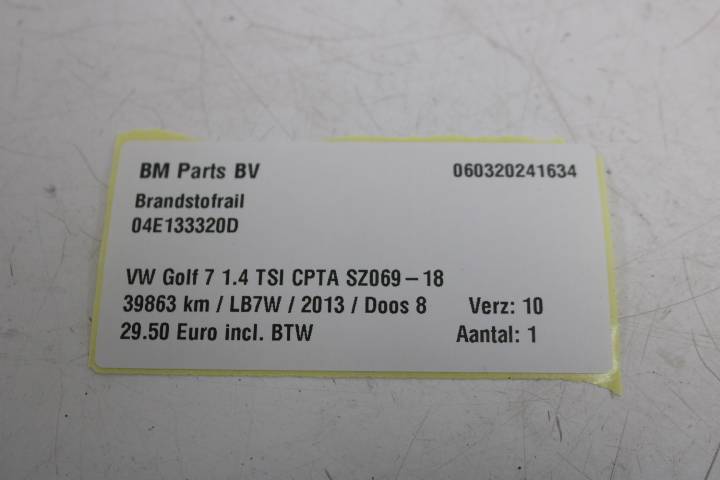 BM Parts BV 060320241634
Brandstofrail
04E133320D
VW Golf 7 1.4 TSI CPTA SZ069-18
39863 km / LB7W / 2013 / Doos 8 Verz: 10
29.50 Euro incl. BTW Aantal: 1